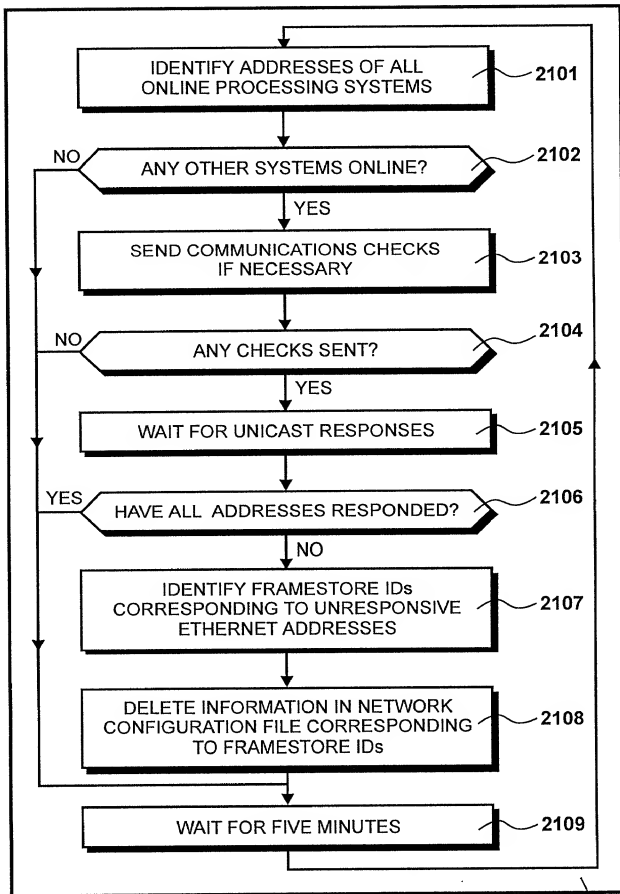 IDENTIFY ADDRESSES OF ALL
ONLINE PROCESSING SYSTEMS
2101
NO
ANY OTHER SYSTEMS ONLINE?
2102
YES
SEND COMMUNICATIONS CHECKS
IF NECESSARY
2103
NO
ANY CHECKS SENT?
2104
YES
WAIT FOR UNICAST RESPONSES
2105
YES
HAVE ALL ADDRESSES RESPONDED?
2106
NO
IDENTIFY FRAMESTORE IDs
CORRESPONDING TO UNRESPONSIVE
ETHERNET ADDRESSES
2107
DELETE INFORMATION IN NETWORK
CONFIGURATION FILE CORRESPONDING
TO FRAMESTORE IDs
2108
WAIT FOR FIVE MINUTES
2109